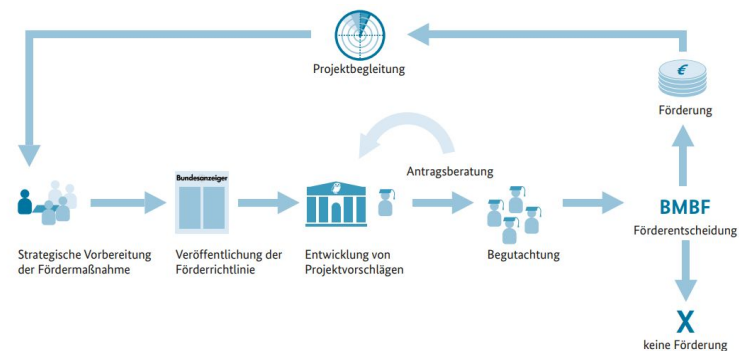 Projektbegleitung
€
Förderung
Antragsberatung
Bundesanzeiger
BMBF
Förderentscheidung
Strategische Vorbereitung
der Fördermaßnahme
Veröffentlichung der
Förderrichtlinie
Entwicklung von
Projektvorschlägen
Begutachtung
X
keine Förderung